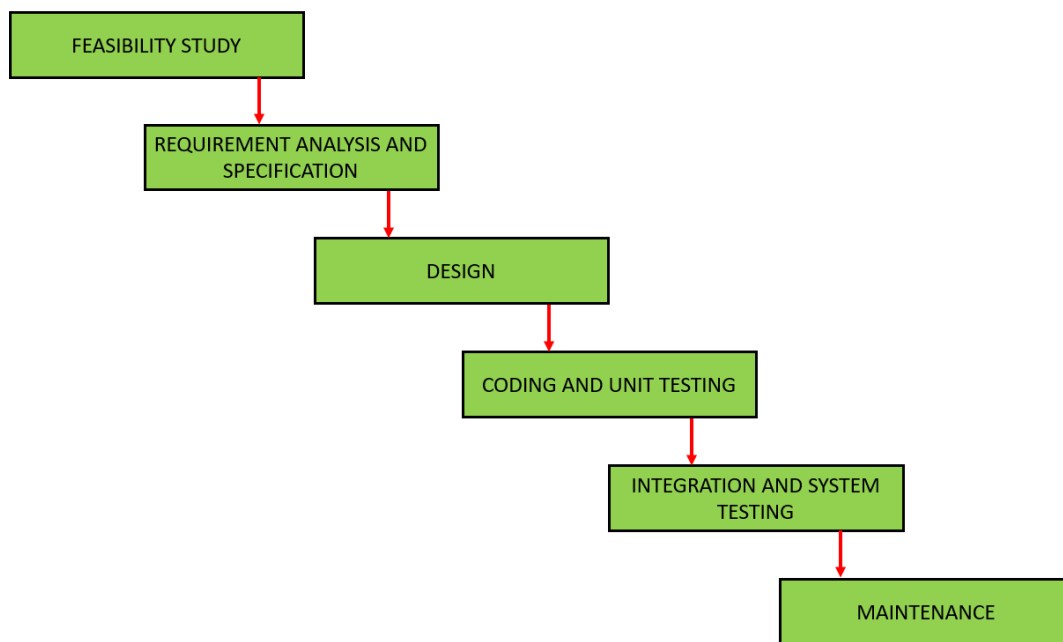 FEASIBILITY STUDY
REQUIREMENT ANALYSIS AND
SPECIFICATION
DESIGN
CODING AND UNIT TESTING
INTEGRATION AND SYSTEM
TESTING
MAINTENANCE